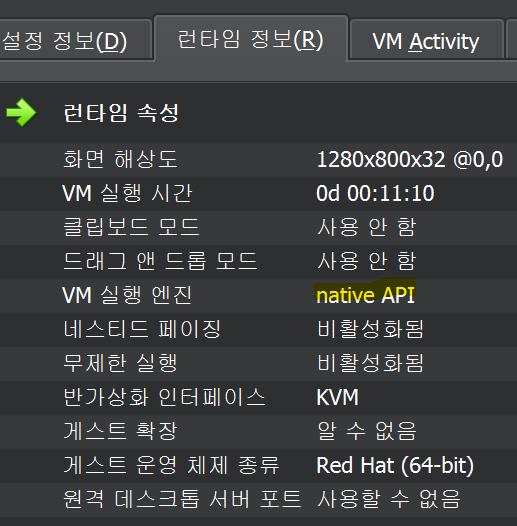 설정 정보(D) 런타임 정보(R) VM Activity
런타임 속성
화면 해상도 1280x800x32 @0,0
VM 실행 시간 0d 00:11:10
클립보드 모드 사용 안 함
드래그 앤 드롭 모드 사용 안 함
VM 실행 엔진 native API
네스티드 페이징 비활성화됨
무제한 실행 비활성화됨
반가상화 인터페이스 KVM
게스트 확장 알 수 없음
게스트 운영 체제 종류 Red Hat (64-bit)
원격 데스크톱 서버 포트 사용할 수 없음